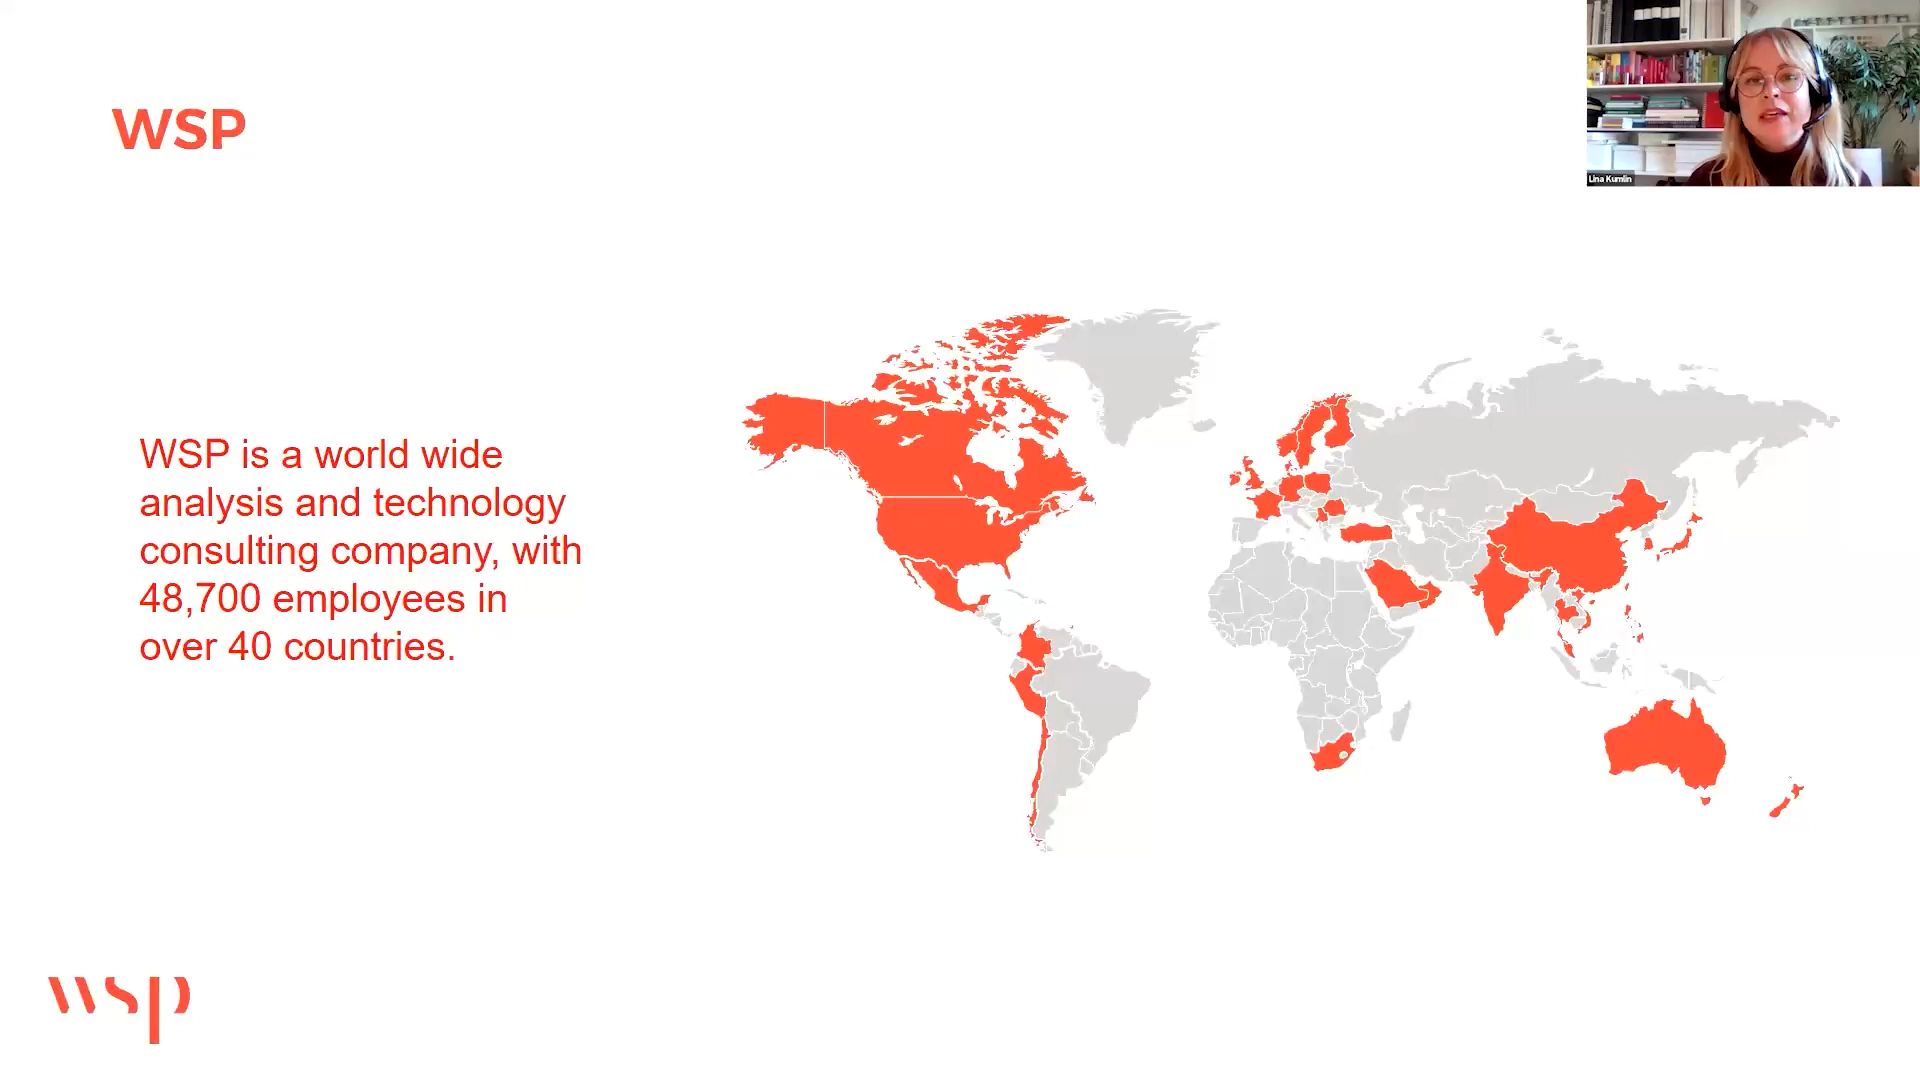 WSP
Lina Kumlin
WSP is a world wide
analysis and technology
consulting company, with
48,700 employees in
over 40 countries.
wsp